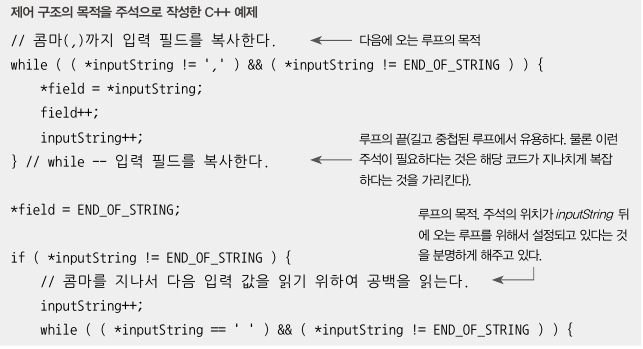 제어 구조의 목적을 주석으로 작성한 C++ 예제
// 콤마(,)까지 입력 필드를 복사한다.
다음에 오는 루프의 목적
while ( ( *inputString != ',' ) && ( *inputString != END_OF_STRING ) ) {
*field = *inputString;
field++;
inputString++;
} // while -- 입력 필드를 복사한다.
루프의 끝(길고 중첩된 루프에서 유용하다. 물론 이런
주석이 필요하다는 것은 해당 코드가 지나치게 복잡
하다는 것을 가리킨다).
*field = END_OF_STRING;
루프의 목적. 주석의 위치가 inputString 뒤
에 오는 루프를 위해서 설정되고 있다는 것
을 분명하게 해주고 있다.
if ( *inputString != END_OF_STRING ) {
// 콤마를 지나서 다음 입력 값을 읽기 위하여 공백을 읽는다.
inputString++;
while ( ( *inputString == ' ' ) && ( *inputString != END_OF_STRING ) ) {